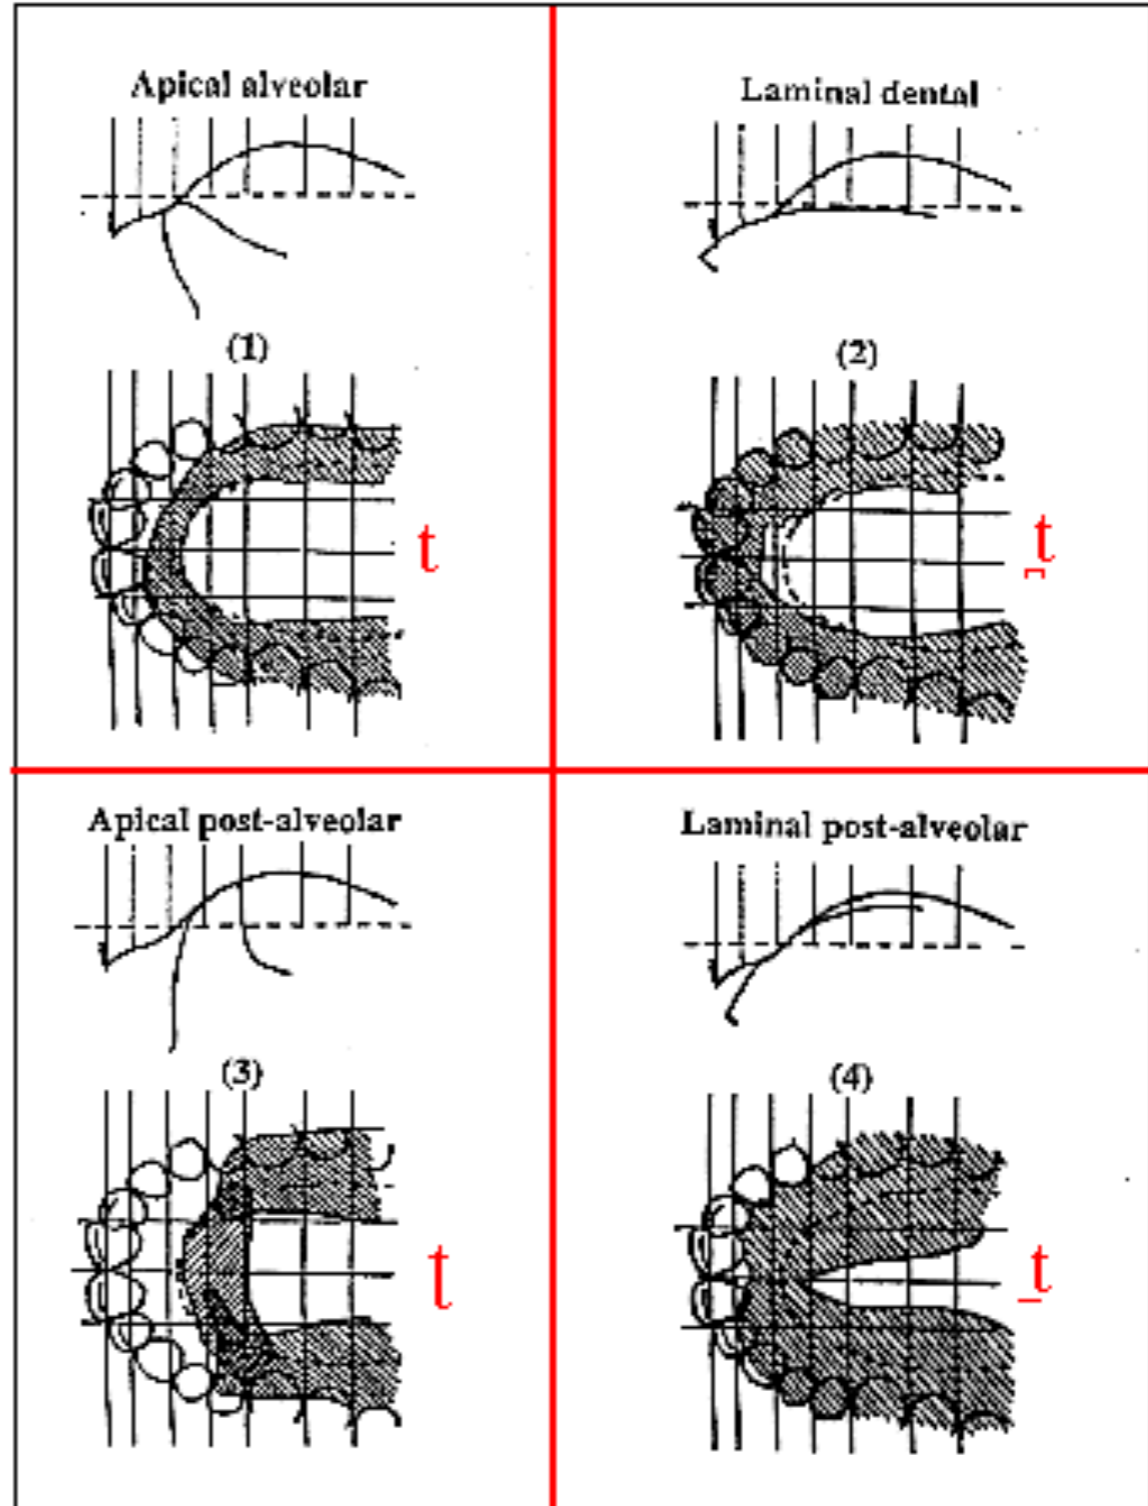 Apical alveolar
(1)
t
Laminal dental
(2)
t̪
Apical post-alveolar
(3)
t
Laminal post-alveolar
(4)
t̠